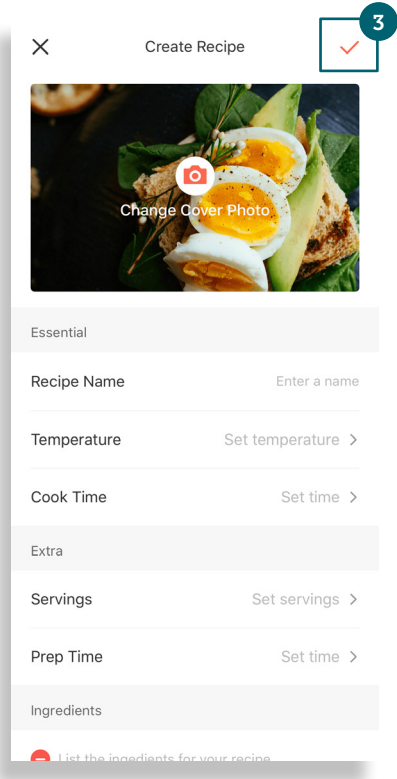 3
Create Recipe
Change Cover Photo
Essential
Recipe Name Enter a name
Temperature Set temperature >
Cook Time Set time >
Extra
Servings Set servings >
Prep Time Set time >
Ingredients
List the ingedients for your recipe